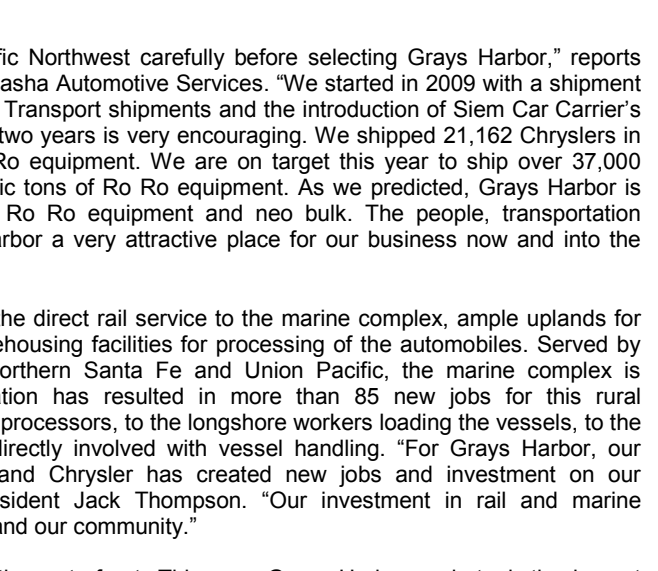 fic Northwest carefully before selecting Grays Harbor,” reports
asha Automotive Services. “We started in 2009 with a shipment
Transport shipments and the introduction of Siem Car Carrier’s
two years is very encouraging. We shipped 21,162 Chryslers in
Ro equipment. We are on target this year to ship over 37,000
ic tons of Ro Ro equipment. As we predicted, Grays Harbor is
Ro Ro equipment and neo bulk. The people, transportation
arbor a very attractive place for our business now and into the
the direct rail service to the marine complex, ample uplands for
ehousing facilities for processing of the automobiles. Served by
orthern Santa Fe and Union Pacific, the marine complex is
ation has resulted in more than 85 new jobs for this rural
processors, to the longshore workers loading the vessels, to the
directly involved with vessel handling. “For Grays Harbor, our
and Chrysler has created new jobs and investment on our
sident Jack Thompson. “Our investment in rail and marine
and our community.”